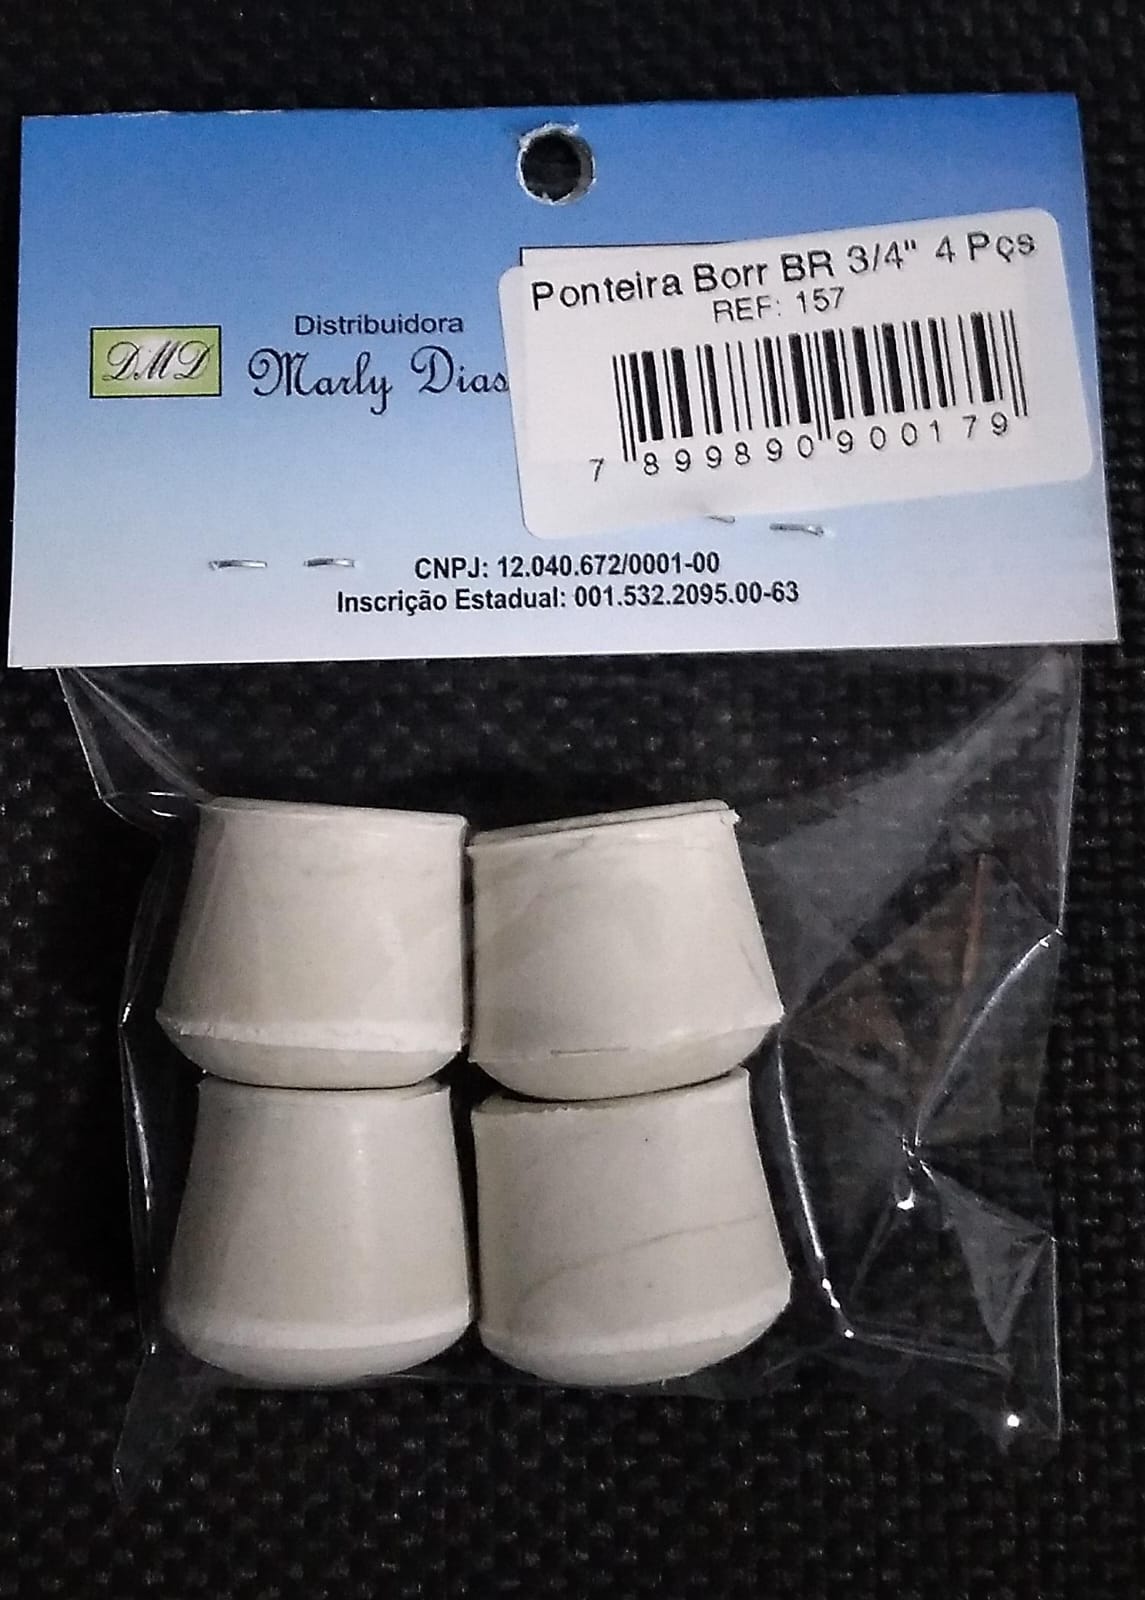 Ponteira Borr BR 3/4" 4 Pçs
REF: 157
7 899890 900179
DMD
Distribuidora
Marly Dias
CNPJ: 12.040.672/0001-00
Inscrição Estadual: 001.532.2095.00-63